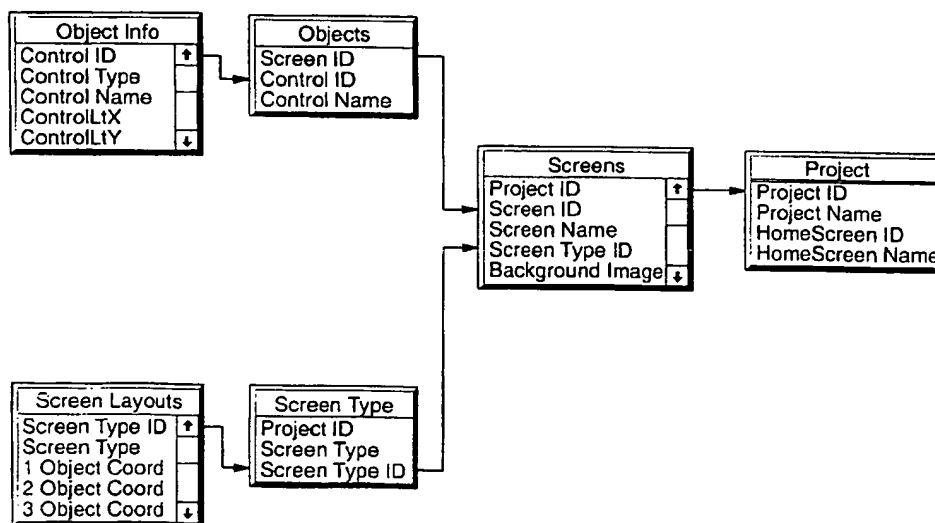 Object Info
Control ID
Control Type
Control Name
ControlLtX
ControlLtY
Objects
Screen ID
Control ID
Control Name
Screens
Project ID
Screen ID
Screen Name
Screen Type ID
Background Image
Project
Project ID
Project Name
HomeScreen ID
HomeScreen Name
Screen Layouts
Screen Type ID
Screen Type
1 Object Coord
2 Object Coord
3 Object Coord
Screen Type
Project ID
Screen Type
Screen Type ID